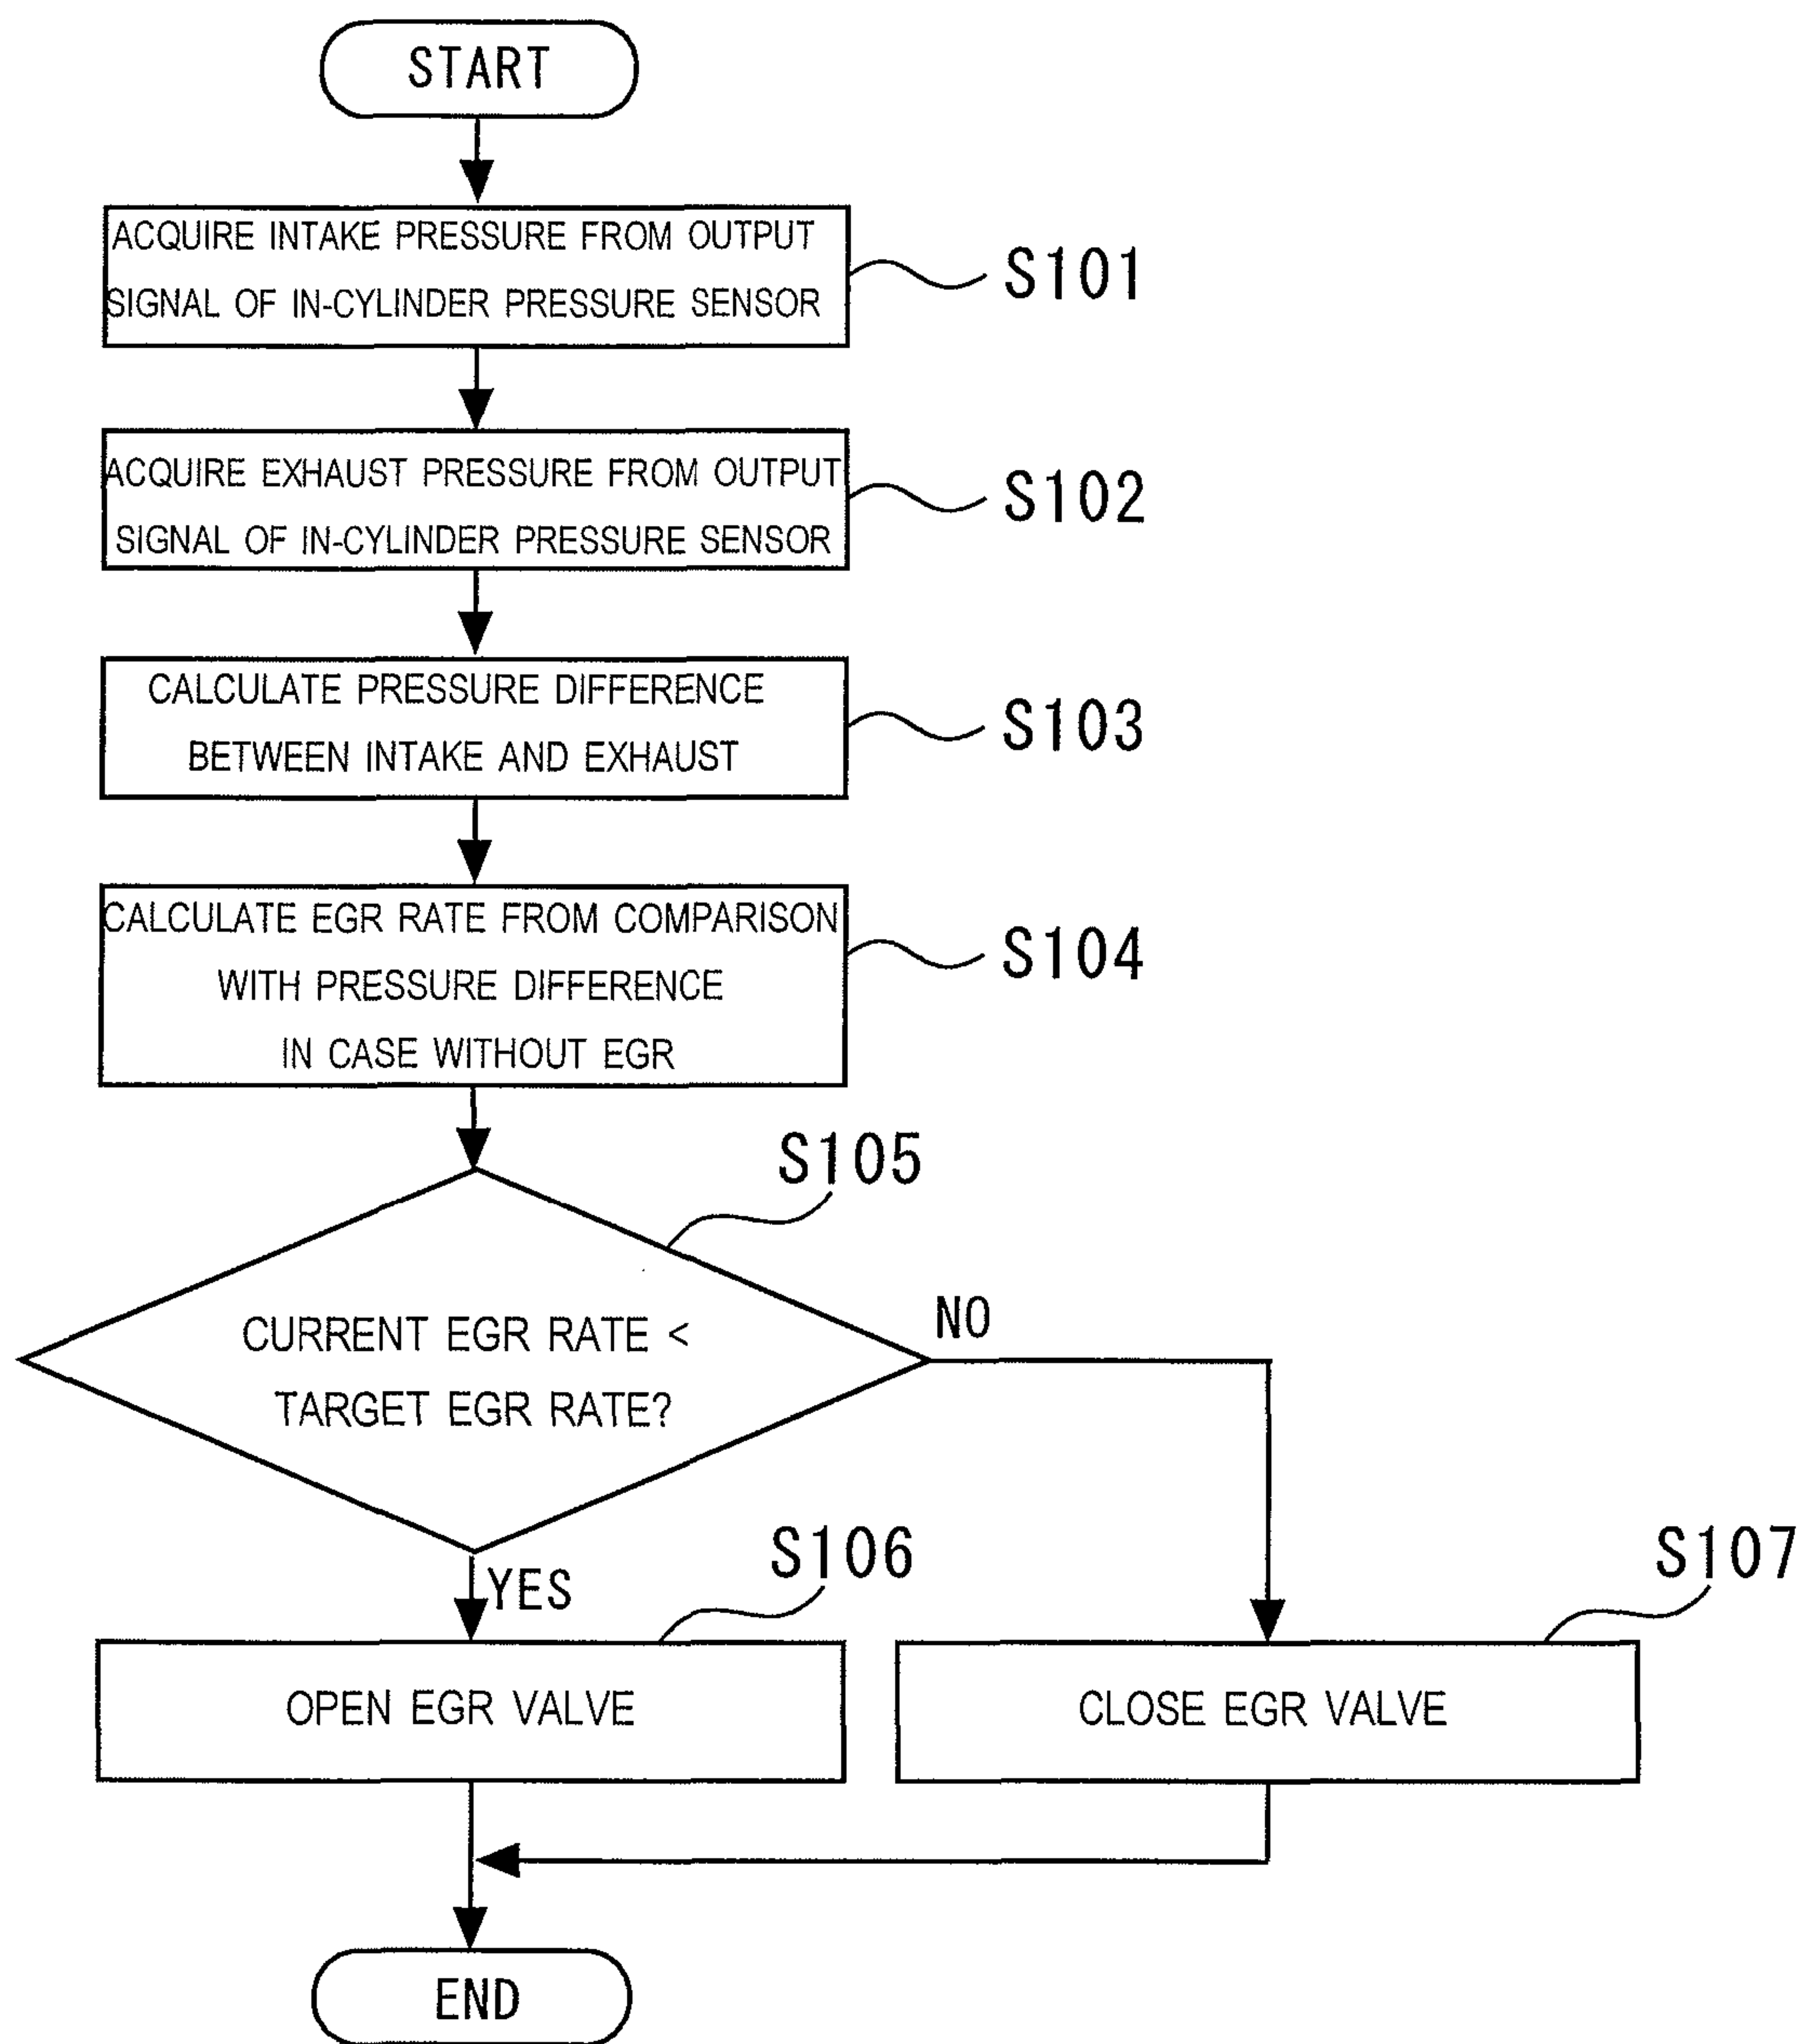 START
ACQUIRE INTAKE PRESSURE FROM OUTPUT
SIGNAL OF IN-CYLINDER PRESSURE SENSOR
S101
ACQUIRE EXHAUST PRESSURE FROM OUTPUT
SIGNAL OF IN-CYLINDER PRESSURE SENSOR
S102
CALCULATE PRESSURE DIFFERENCE
BETWEEN INTAKE AND EXHAUST
S103
CALCULATE EGR RATE FROM COMPARISON
WITH PRESSURE DIFFERENCE
IN CASE WITHOUT EGR
S104
S105
CURRENT EGR RATE <
TARGET EGR RATE?
NO
YES
S106
OPEN EGR VALVE
S107
CLOSE EGR VALVE
END